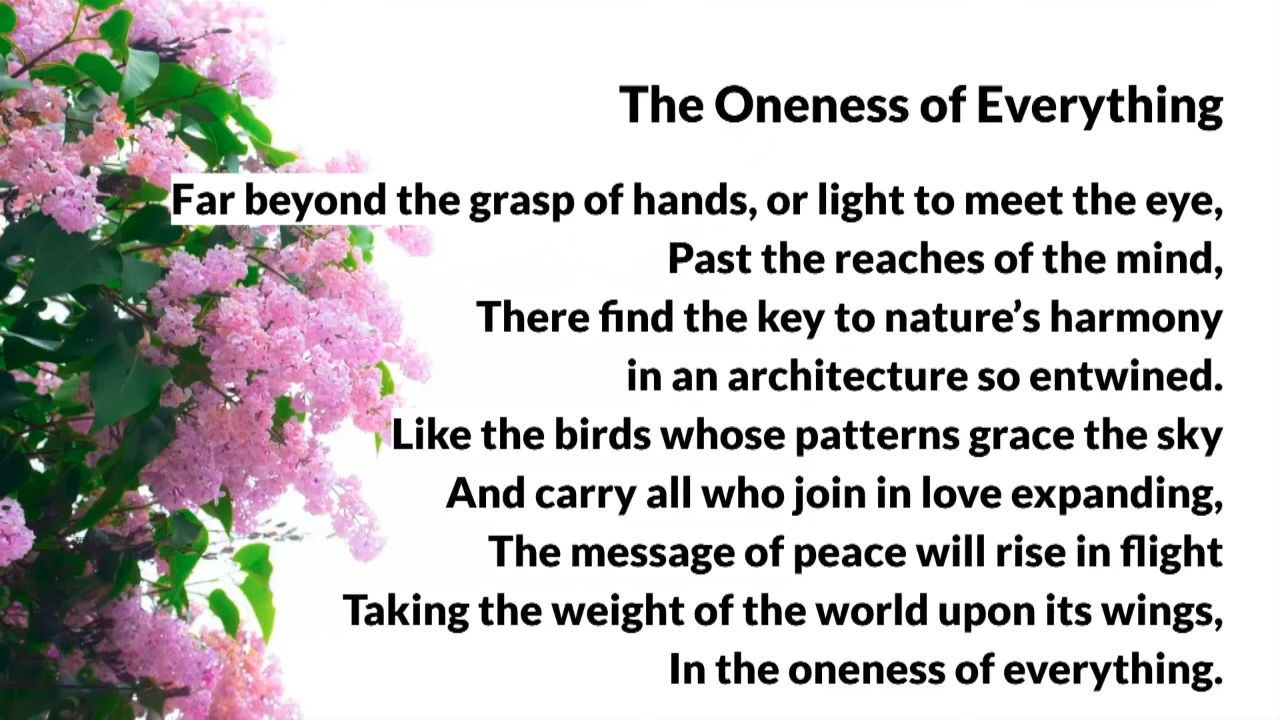 The Oneness of Everything
Far beyond the grasp of hands, or light to meet the eye,
Past the reaches of the mind,
There find the key to nature’s harmony
in an architecture so entwined.
Like the birds whose patterns grace the sky
And carry all who join in love expanding,
The message of peace will rise in flight
Taking the weight of the world upon its wings,
In the oneness of everything.